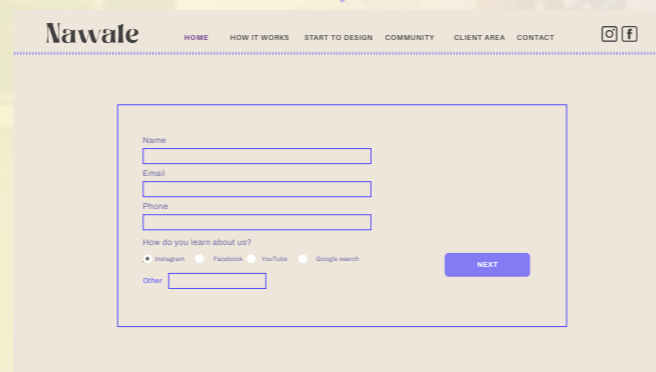 Nawale
HOME HOW IT WORKS START TO DESIGN COMMUNITY CLIENT AREA CONTACT
Name
Email
Phone
How do you learn about us?
Instagram Facebook YouTube Google search
Other
NEXT